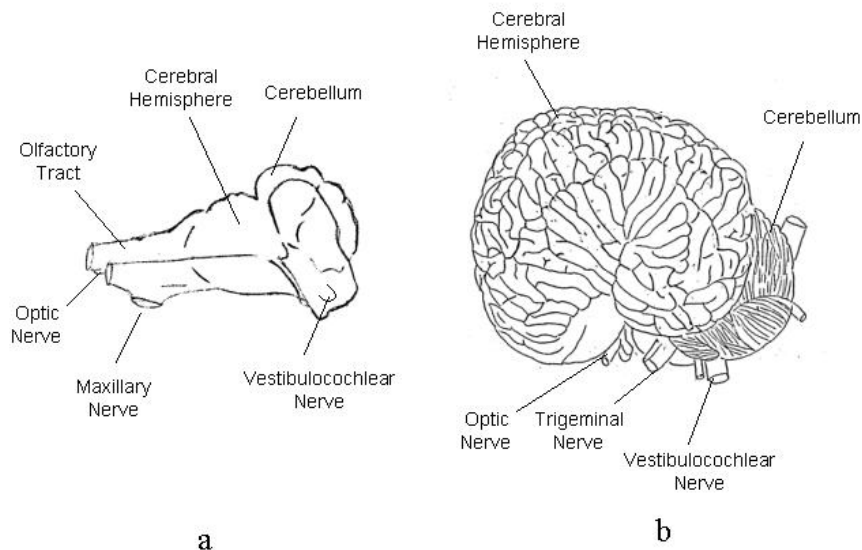 Cerebral
Hemisphere
Cerebellum
Olfactory
Tract
Optic
Nerve
Maxillary
Nerve
Vestibulocochlear
Nerve
a
Cerebral
Hemisphere
Cerebellum
Optic
Nerve
Trigeminal
Nerve
Vestibulocochlear
Nerve
b